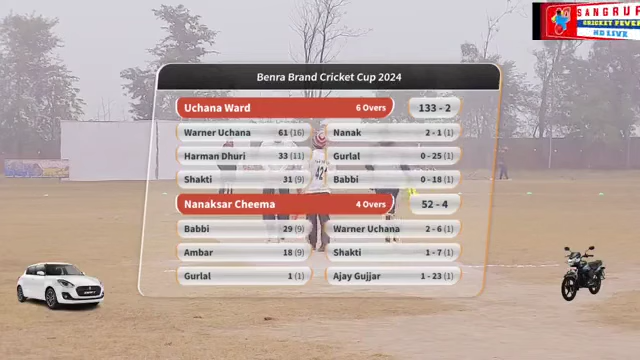 SANGRUR
CRICKET FEVER
HD LIVE
Benra Brand Cricket Cup 2024
Uchana Ward 6 Overs 133 - 2
Warner Uchana 61 (16) Nanak 2 - 1 (1)
Harman Dhuri 33 (11) Gurlal 0 - 25 (1)
Shakti 31 (9) Babbi 0 - 18 (1)
Nanaksar Cheema 4 Overs 52 - 4
Babbi 29 (9) Warner Uchana 2 - 6 (1)
Ambar 18 (9) Shakti 1 - 7 (1)
Gurlal 1 (1) Ajay Gujjar 1 - 23 (1)